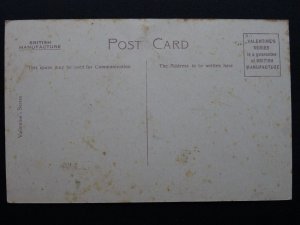 BRITISH
MANUFACTURE
POST CARD
This space may be used for Communication
The Address to be written here
VALENTINE'S
SERIES
is a guarantee
of BRITISH
MANUFACTURE
Valentine's Series